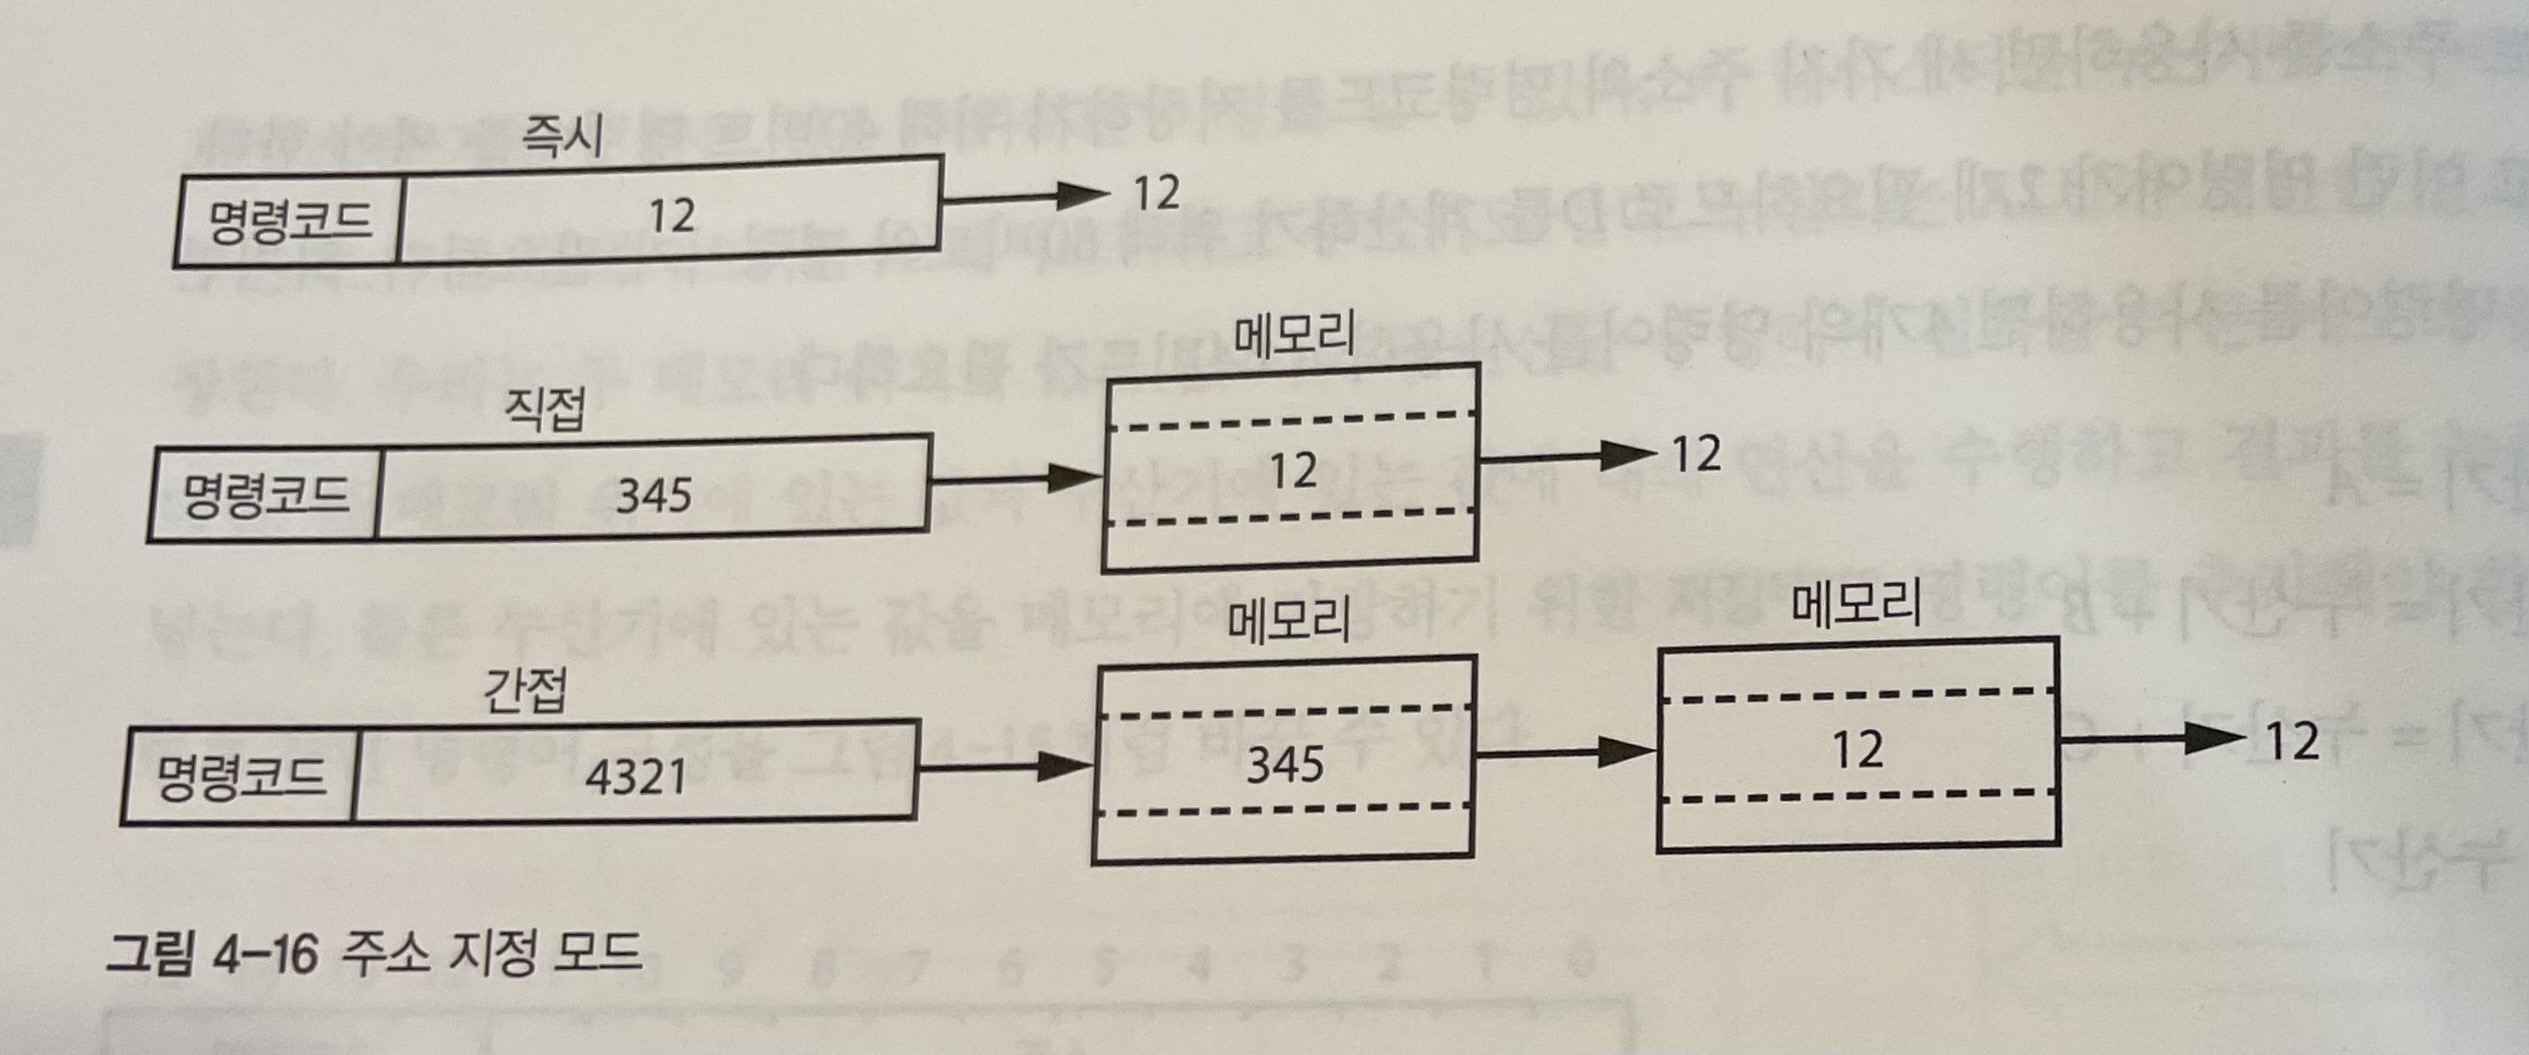 즉시
명령코드 12 12
메모리
직접
명령코드 345 12 12
메모리 메모리
간접
명령코드 4321 345 12 12
그림 4-16 주소 지정 모드